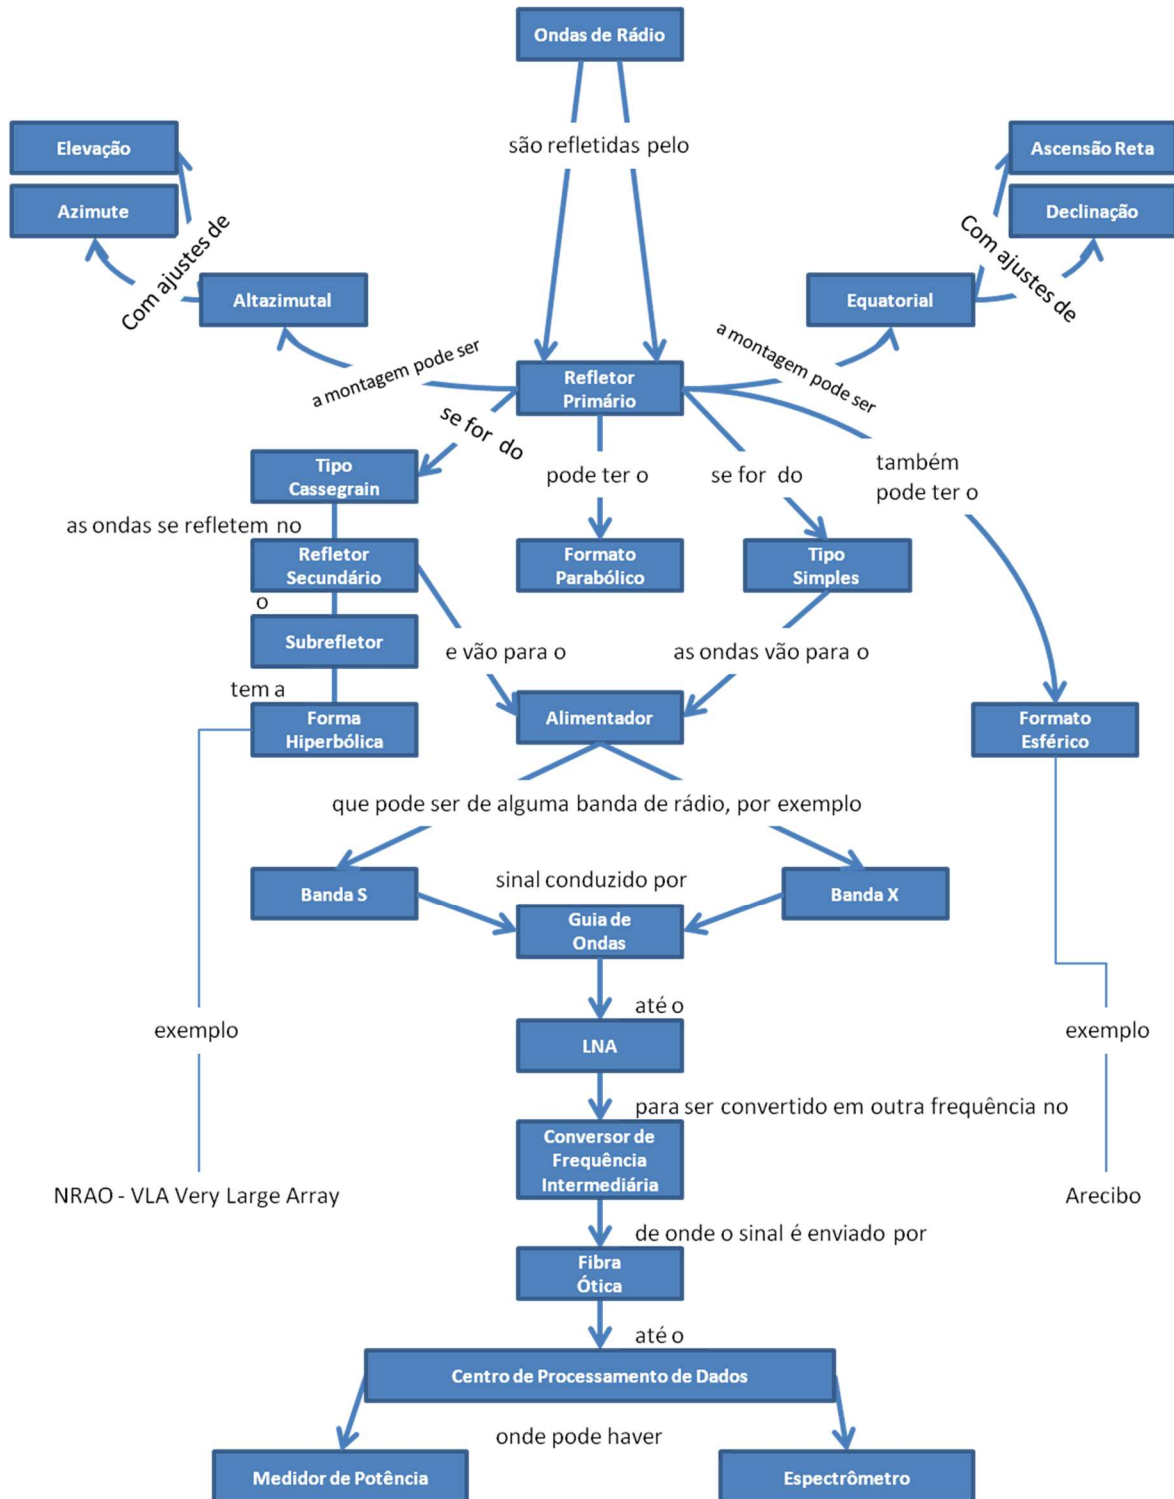 Ondas de Rádio
são refletidas pelo
Elevação
Azimute
Com ajustes de
Altazimutal
Ascensão Reta
Declinação
Com ajustes de
Equatorial
a montagem pode ser
a montagem pode ser
Refletor
Primário
se for do
pode ter o
se for do
também
pode ter o
Tipo
Cassegrain
as ondas se refletem no
Refletor
Secundário
Formato
Parabólico
Tipo
Simples
o
Subrefletor
e vão para o
as ondas vão para o
tem a
Forma
Hiperbólica
Alimentador
Formato
Esférico
que pode ser de alguma banda de rádio, por exemplo
Banda S
sinal conduzido por
Banda X
Guia de
Ondas
até o
LNA
exemplo
exemplo
para ser convertido em outra frequência no
Conversor de
Frequência
Intermediária
NRAO - VLA Very Large Array
Arecibo
de onde o sinal é enviado por
Fibra
Ótica
até o
Centro de Processamento de Dados
onde pode haver
Medidor de Potência
Espectrômetro